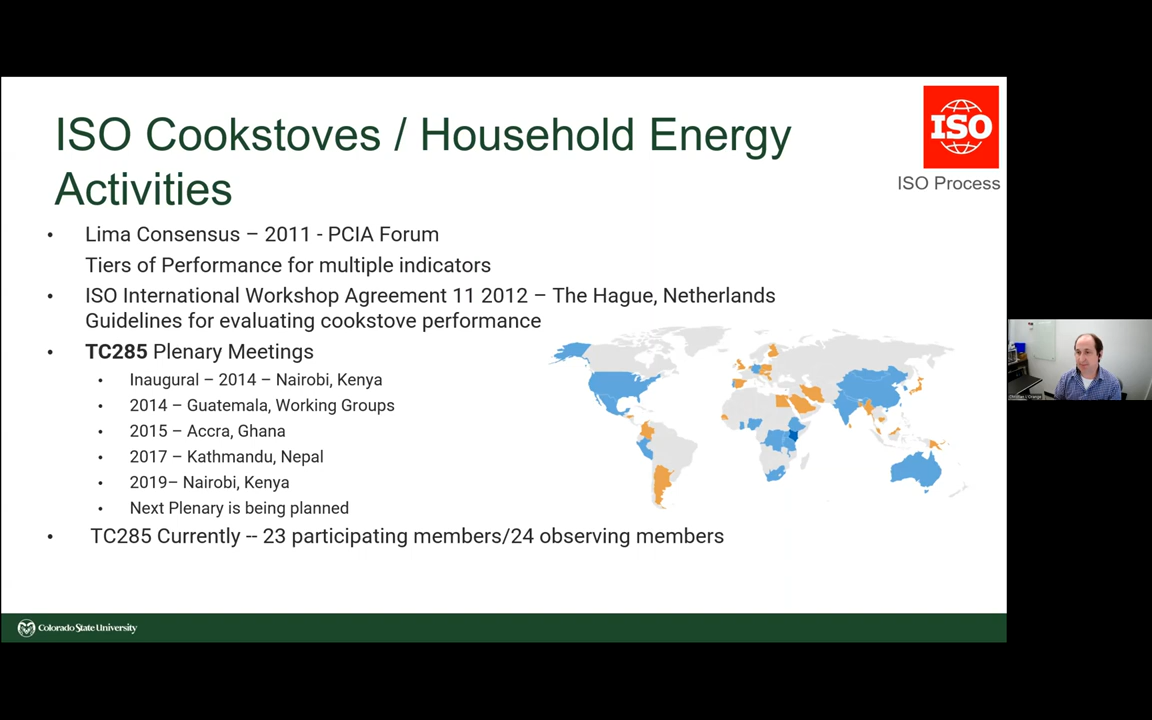 ISO Cookstoves / Household Energy
Activities
ISO
ISO Process
• Lima Consensus – 2011 - PCIA Forum
Tiers of Performance for multiple indicators
• ISO International Workshop Agreement 11 2012 – The Hague, Netherlands
Guidelines for evaluating cookstove performance
• TC285 Plenary Meetings
• Inaugural – 2014 – Nairobi, Kenya
• 2014 – Guatemala, Working Groups
• 2015 – Accra, Ghana
• 2017 – Kathmandu, Nepal
• 2019– Nairobi, Kenya
• Next Plenary is being planned
• TC285 Currently -- 23 participating members/24 observing members
Colorado State University